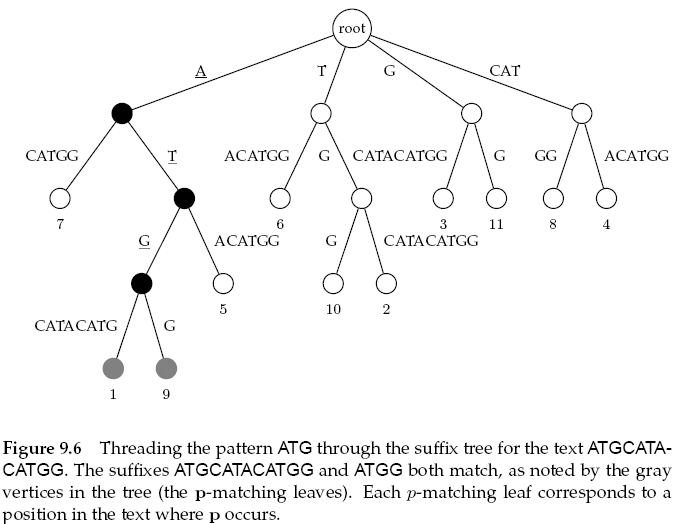 root
A T G CAT
CATGG T ACATGG G CATACATGG G GG ACATGG
7 6 3 11 8 4
G ACATGG G CATACATGG
5 10 2
CATACATG G
1 9
Figure 9.6 Threading the pattern ATG through the suffix tree for the text ATGCATA-
CATGG. The suffixes ATGCATACATGG and ATGG both match, as noted by the gray
vertices in the tree (the p-matching leaves). Each p-matching leaf corresponds to a
position in the text where p occurs.